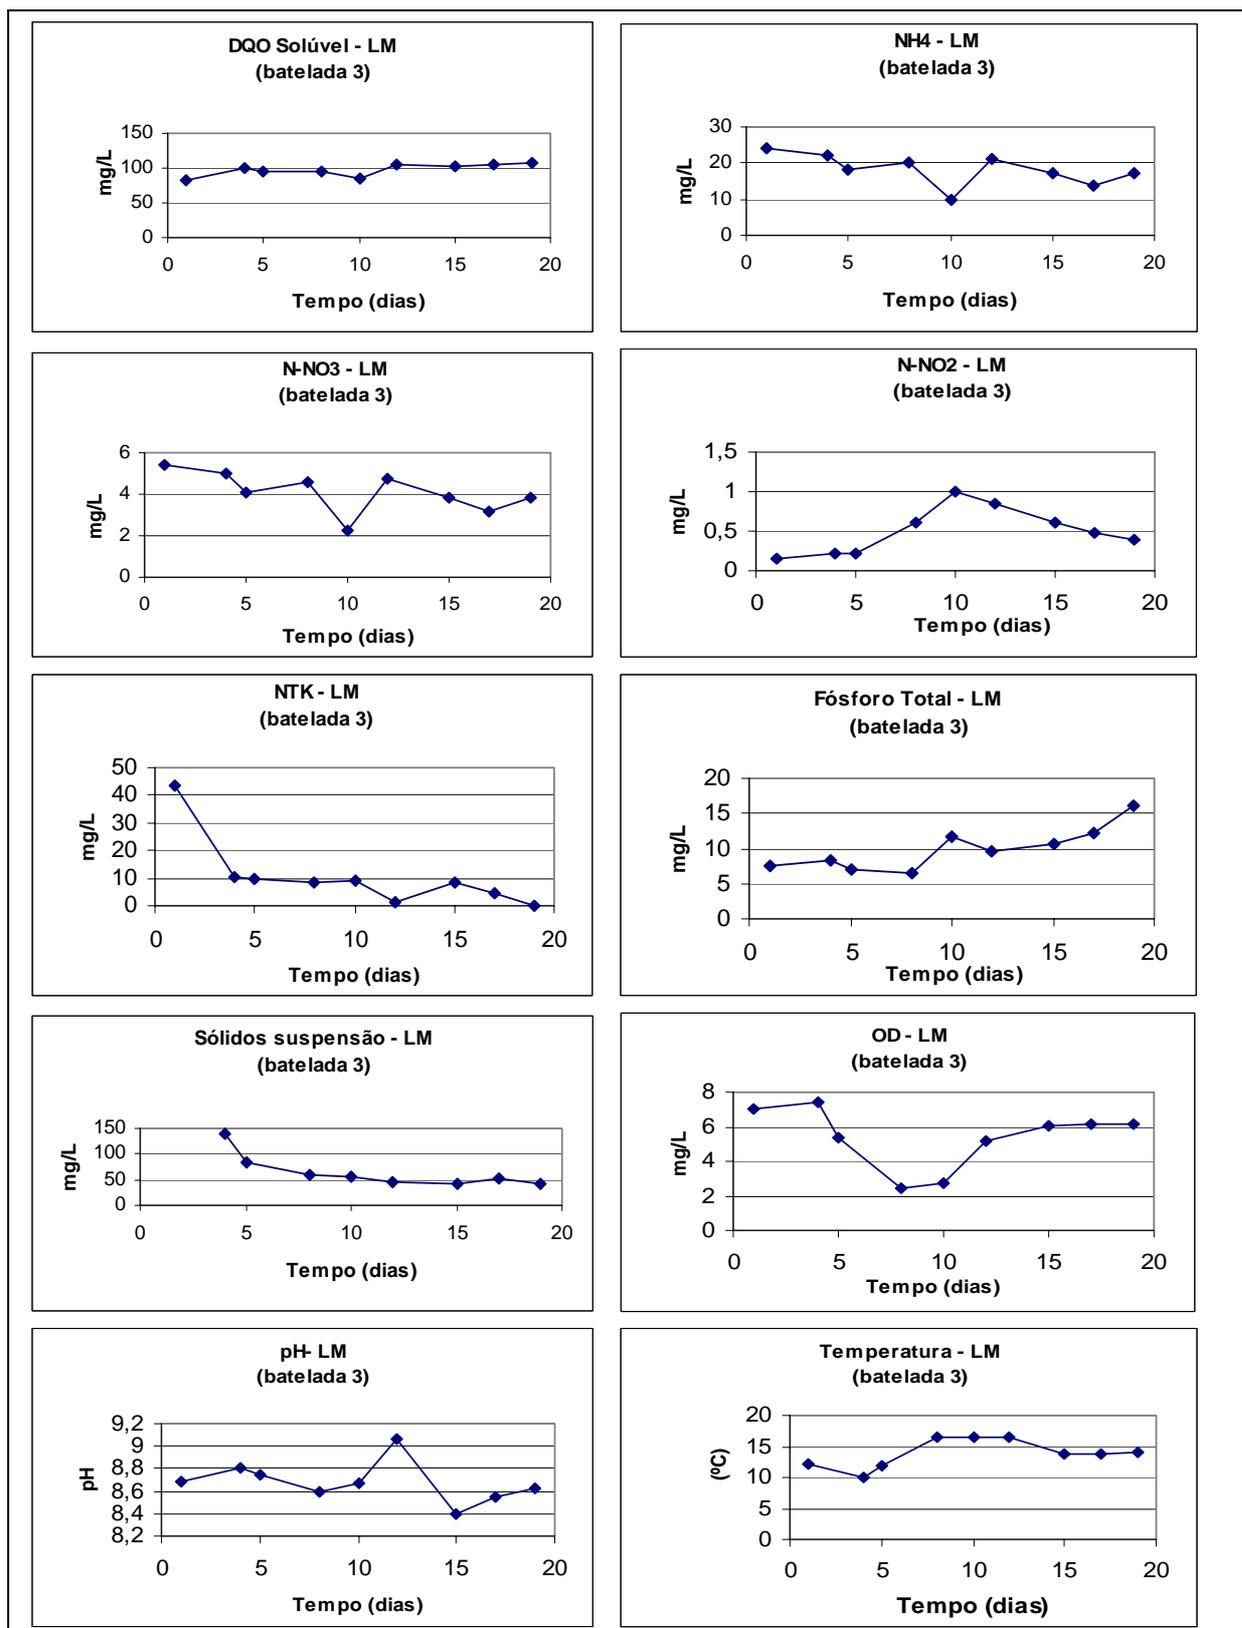 DQO Solúvel - LM
(batelada 3)
150
100
50
0
mg/L
0 5 10 15 20
Tempo (dias)
NH4 - LM
(batelada 3)
30
20
10
0
mg/L
0 5 10 15 20
Tempo (dias)
N-NO3 - LM
(batelada 3)
6
4
2
0
mg/L
0 5 10 15 20
Tempo (dias)
N-NO2 - LM
(batelada 3)
1,5
1
0,5
0
mg/L
0 5 10 15 20
Tempo (dias)
NTK - LM
(batelada 3)
50
40
30
20
10
0
mg/L
0 5 10 15 20
Tempo (dias)
Fósforo Total - LM
(batelada 3)
20
15
10
5
0
mg/L
0 5 10 15 20
Tempo (dias)
Sólidos suspensão - LM
(batelada 3)
150
100
50
0
mg/L
0 5 10 15 20
Tempo (dias)
OD - LM
(batelada 3)
8
6
4
2
0
mg/L
0 5 10 15 20
Tempo (dias)
pH- LM
(batelada 3)
9,2
9
8,8
8,6
8,4
8,2
pH
0 5 10 15 20
Tempo (dias)
Temperatura - LM
(batelada 3)
20
15
10
5
0
(ºC)
0 5 10 15 20
Tempo (dias)